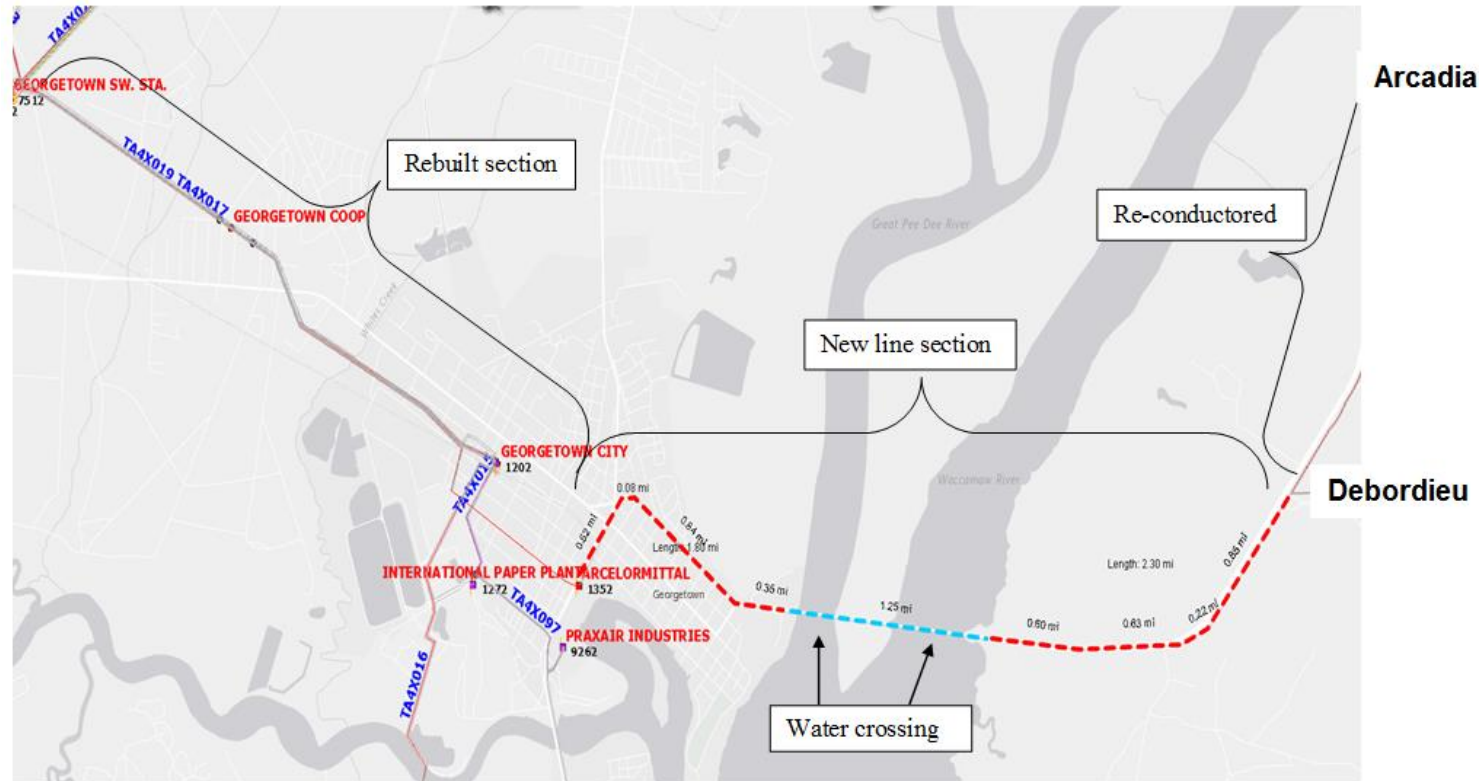 TA4X0
GEORGETOWN SW. STA.
7512
2
Arcadia
Rebuilt section
TA4X019 TA4X017
GEORGETOWN COOP
Whites Creek
Great Pee Dee River
Re-conductored
New line section
GEORGETOWN CITY
1202
TA4X015
Waccamaw River
Debordieu
0.08 mi
0.52 mi
0.84 mi
Length: 1.80 mi
Length: 2.30 mi
0.85 mi
INTERNATIONAL PAPER PLANT
1272
ARCELORMITTAL
1352
Georgetown
0.36 mi
1.25 mi
0.60 mi
0.63 mi
0.22 mi
TA4X097
PRAXAIR INDUSTRIES
9262
TA4X016
Water crossing